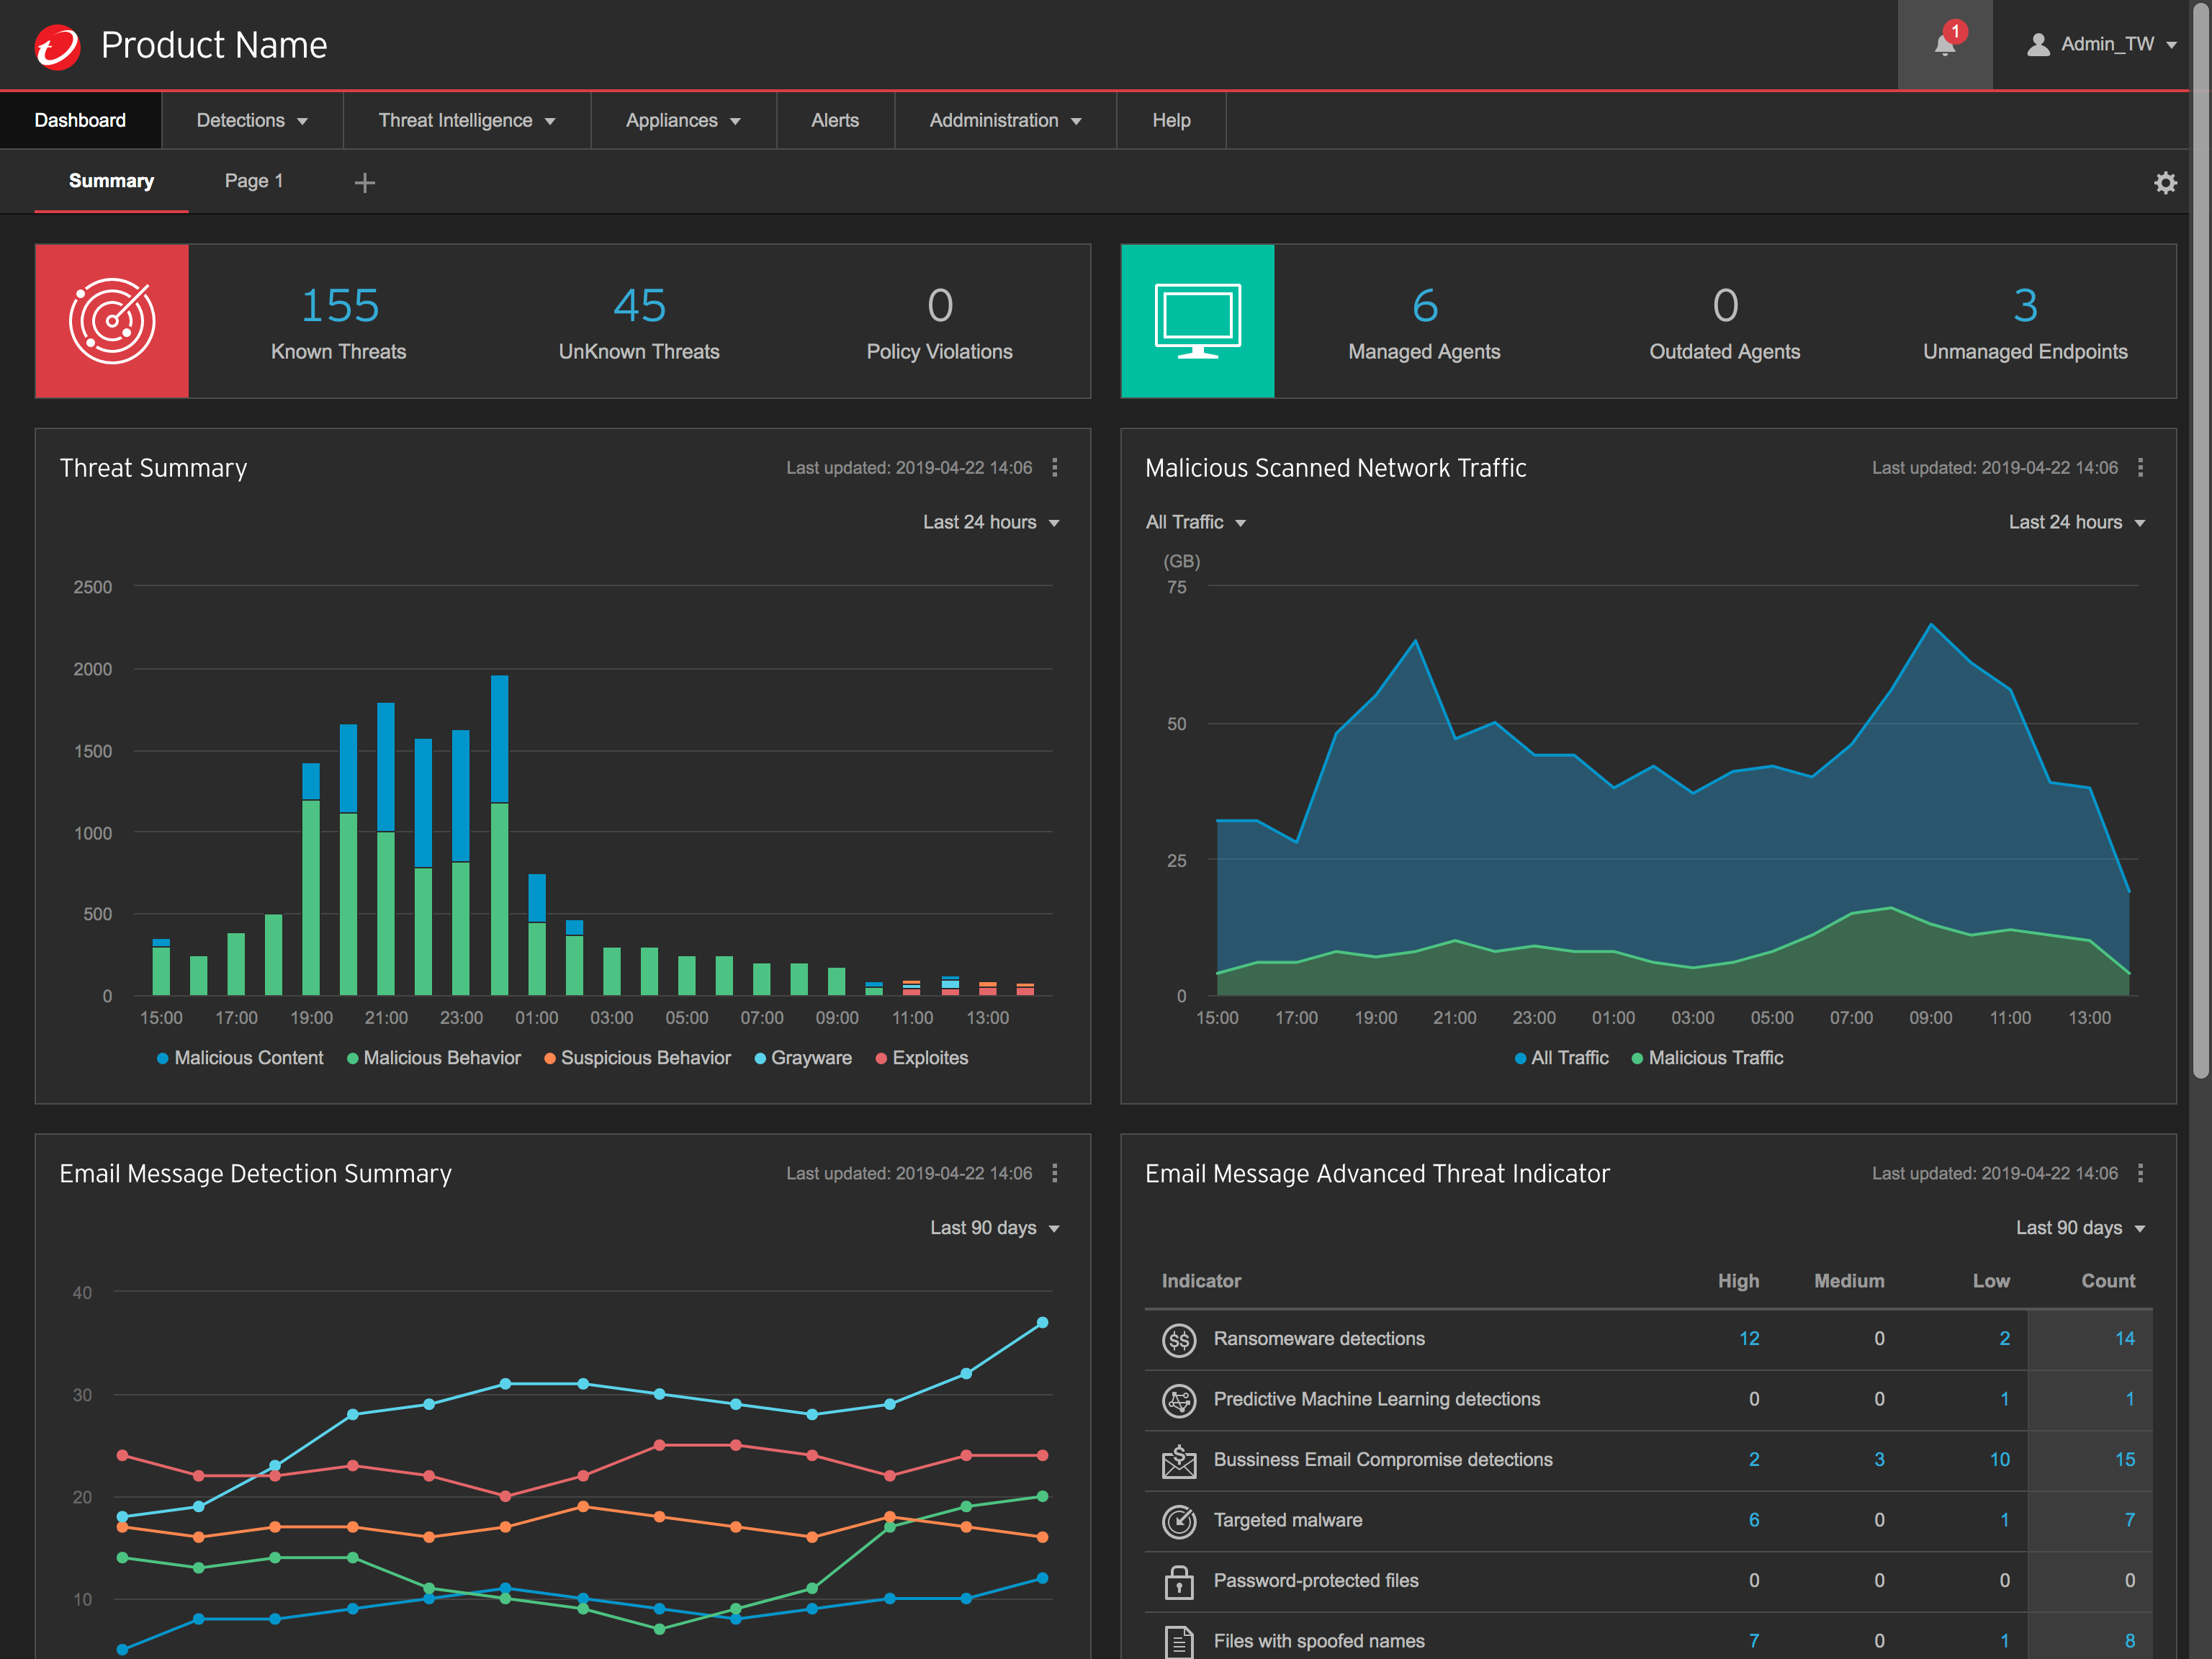 Product Name
1
Admin_TW
Dashboard Detections Threat Intelligence Appliances Alerts Addministration Help
Summary Page 1
155 45 0
Known Threats UnKnown Threats Policy Violations
6 0 3
Managed Agents Outdated Agents Unmanaged Endpoints
Threat Summary Last updated: 2019-04-22 14:06
Last 24 hours
2500
2000
1500
1000
500
0
15:00 17:00 19:00 21:00 23:00 01:00 03:00 05:00 07:00 09:00 11:00 13:00
Malicious Content Malicious Behavior Suspicious Behavior Grayware Exploites
Malicious Scanned Network Traffic Last updated: 2019-04-22 14:06
All Traffic Last 24 hours
(GB)
75
50
25
0
15:00 17:00 19:00 21:00 23:00 01:00 03:00 05:00 07:00 09:00 11:00 13:00
All Traffic Malicious Traffic
Email Message Detection Summary Last updated: 2019-04-22 14:06
Last 90 days
40
30
20
10
Email Message Advanced Threat Indicator Last updated: 2019-04-22 14:06
Last 90 days
Indicator High Medium Low Count
$$ Ransomeware detections 12 0 2 14
Predictive Machine Learning detections 0 0 1 1
$ Bussiness Email Compromise detections 2 3 10 15
Targeted malware 6 0 1 7
Password-protected files 0 0 0 0
Files with spoofed names 7 0 1 8